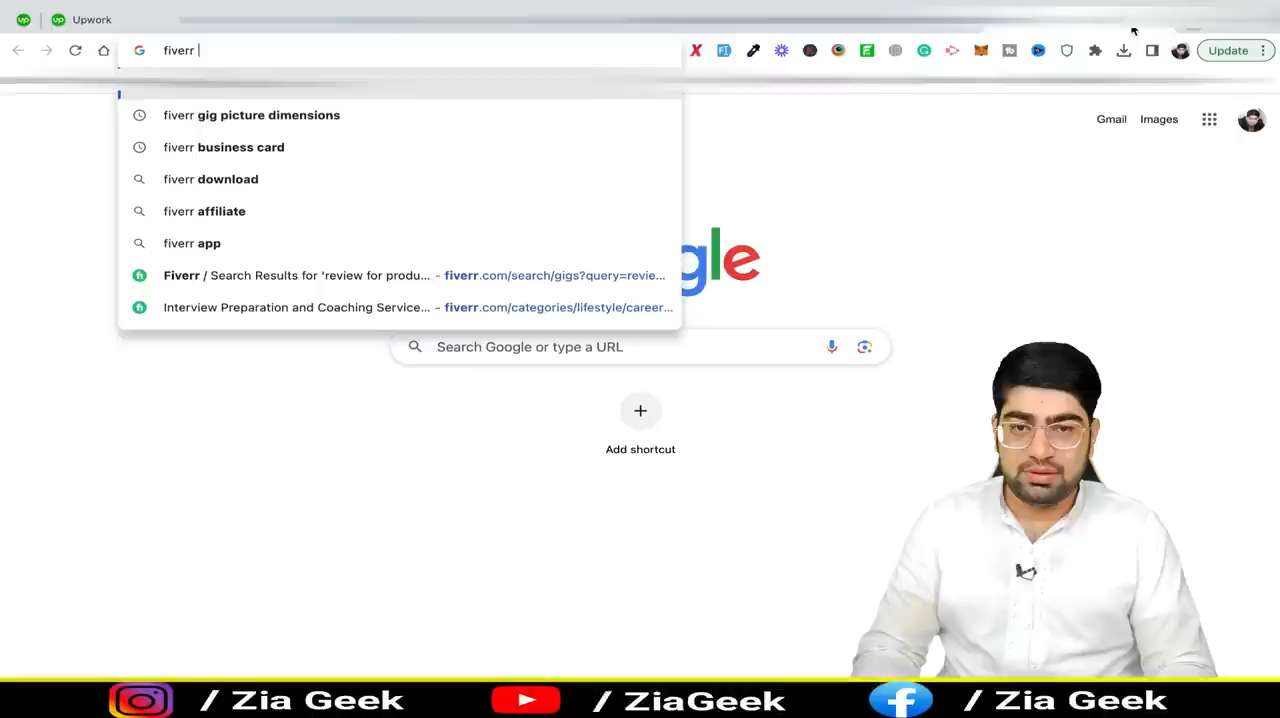 up
up Upwork
fiverr
Update
fiverr gig picture dimensions
fiverr business card
fiverr download
fiverr affiliate
fiverr app
Fiverr / Search Results for 'review for produ... - fiverr.com/search/gigs?query=revie...
Interview Preparation and Coaching Service... - fiverr.com/categories/lifestyle/career...
Gmail Images
gle
Search Google or type a URL
Add shortcut
/ Zia Geek / ZiaGeek / Zia Geek